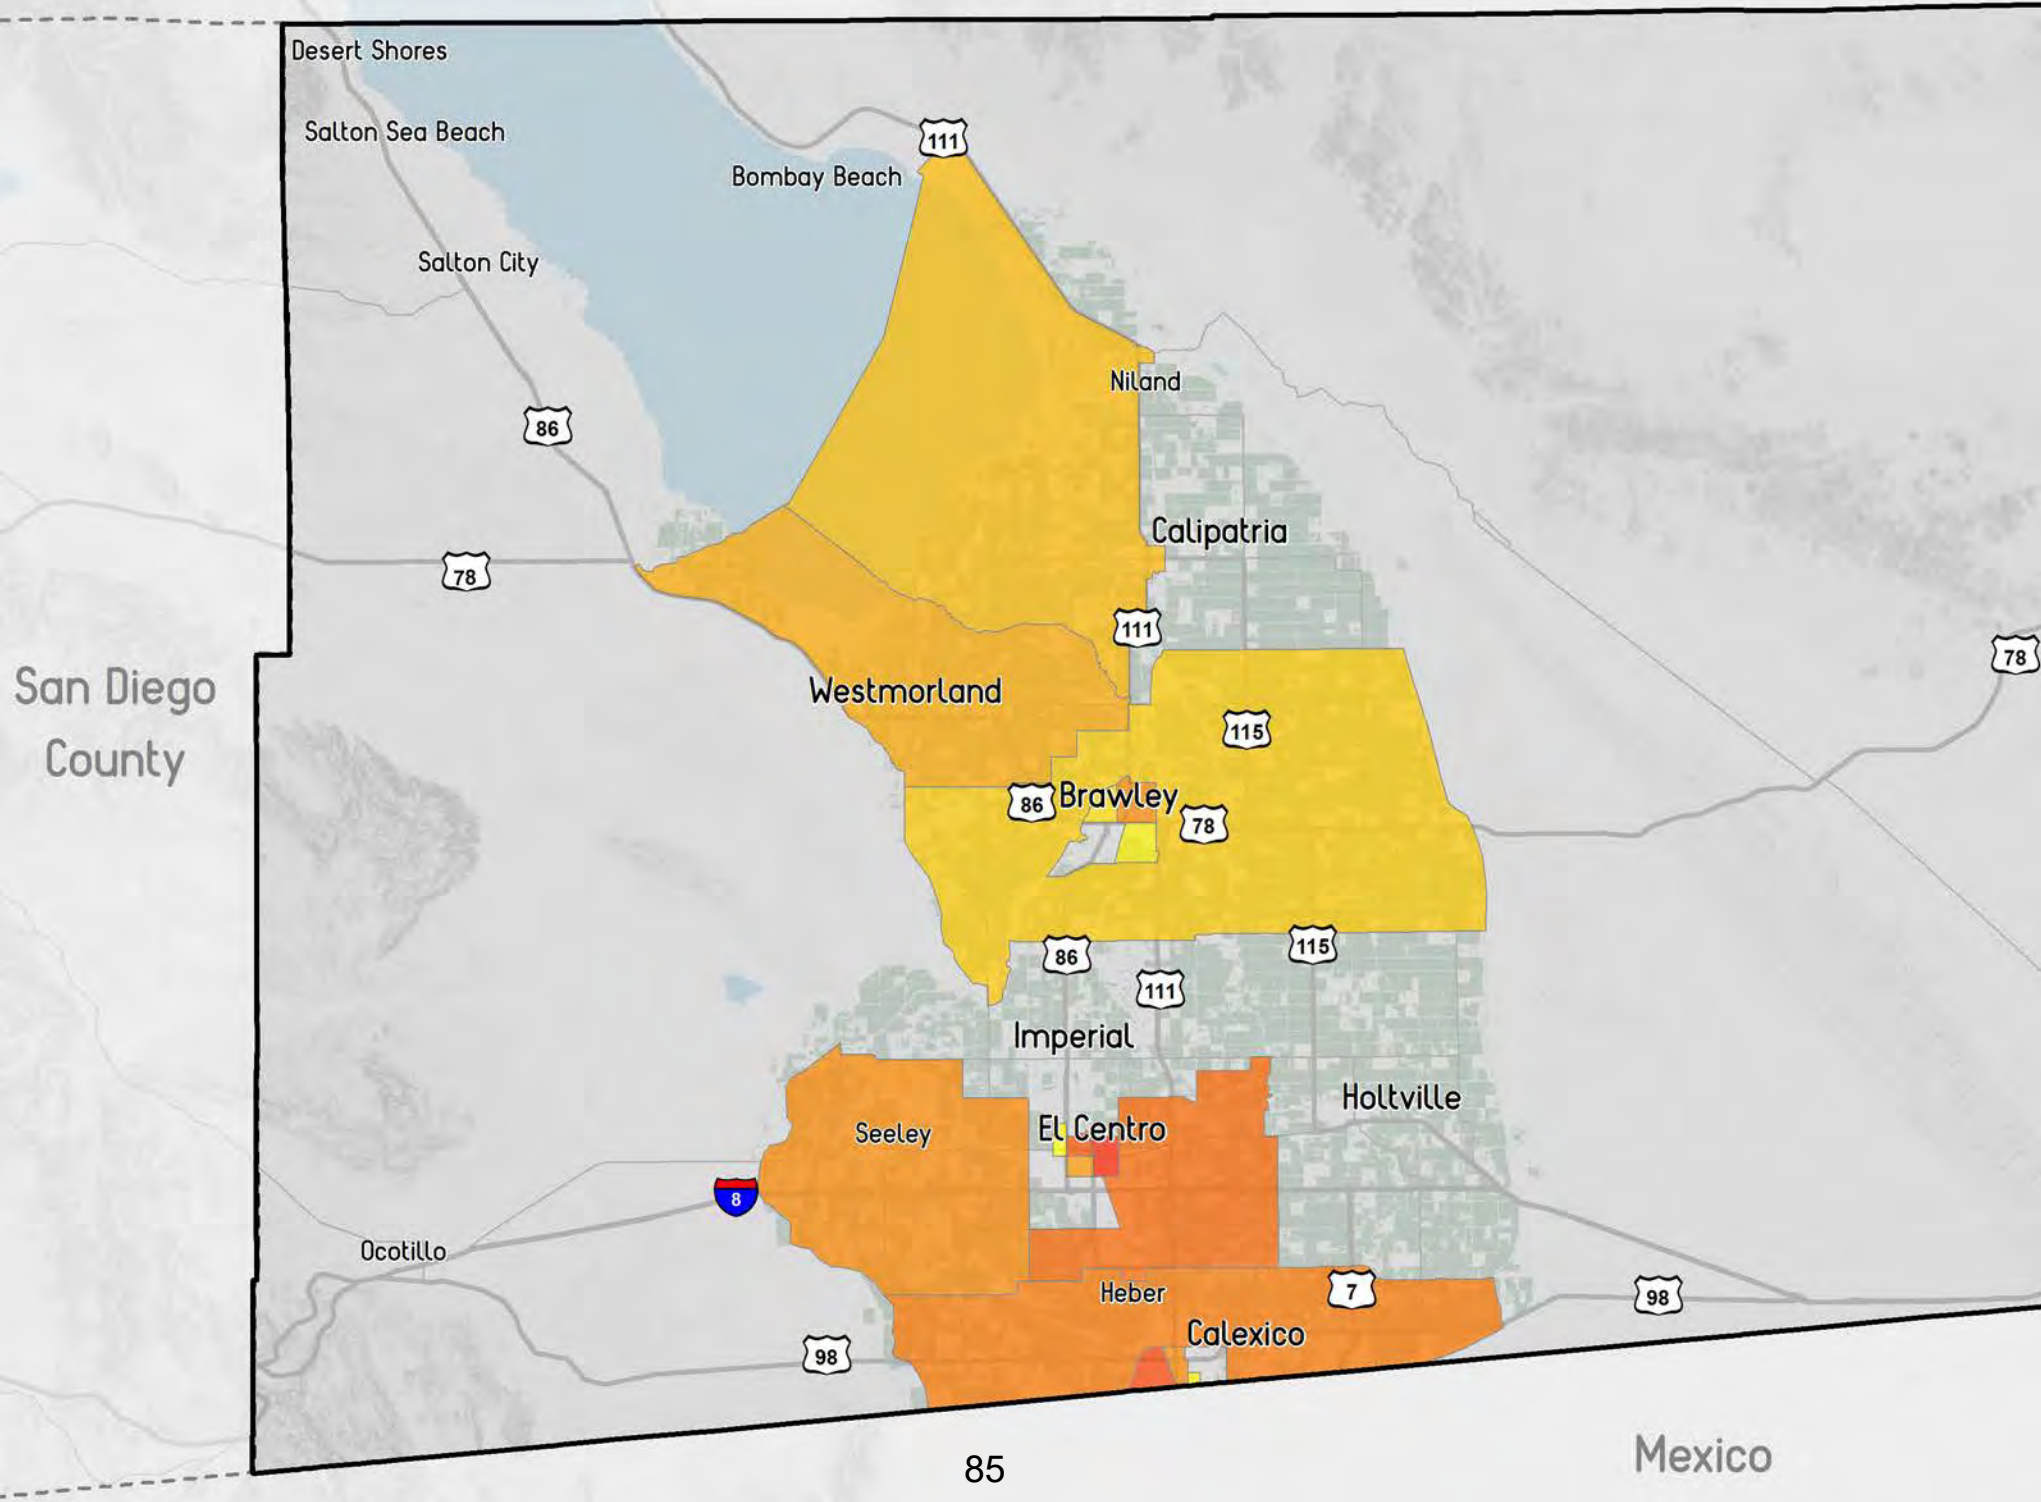 Desert Shores
Salton Sea Beach
111
Bombay Beach
Salton City
Niland
86
Calipatria
78
111
San Diego
County
78
Westmorland
115
86
Brawley
78
86
115
111
Imperial
Holtville
Seeley
El Centro
8
Ocotillo
Heber
7
98
Calexico
98
Mexico
85